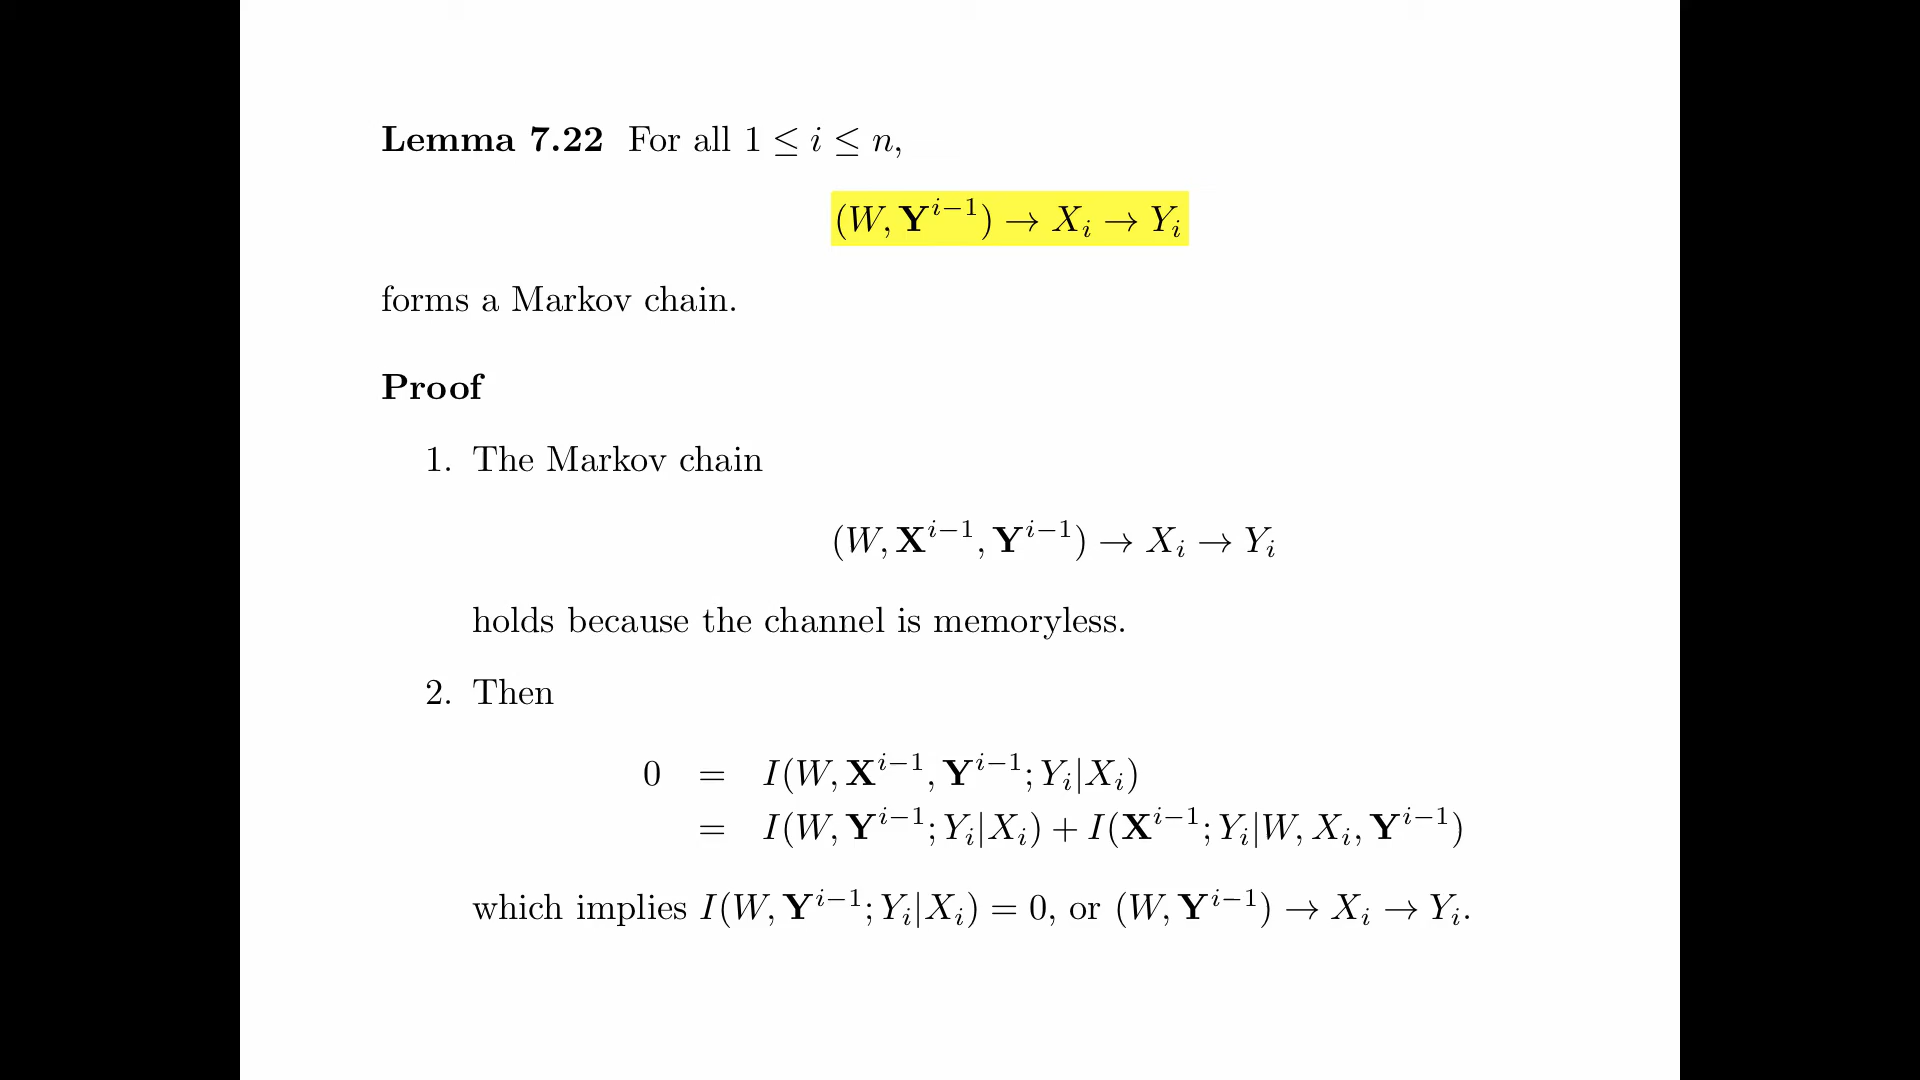 Lemma 7.22 For all 1 ≤ i ≤ n,
(W, Y^{i−1}) → X_i → Y_i
forms a Markov chain.
Proof
1. The Markov chain
(W, X^{i−1}, Y^{i−1}) → X_i → Y_i
holds because the channel is memoryless.
2. Then
0 = I(W, X^{i−1}, Y^{i−1}; Y_i|X_i)
= I(W, Y^{i−1}; Y_i|X_i) + I(X^{i−1}; Y_i|W, X_i, Y^{i−1})
which implies I(W, Y^{i−1}; Y_i|X_i) = 0, or (W, Y^{i−1}) → X_i → Y_i.